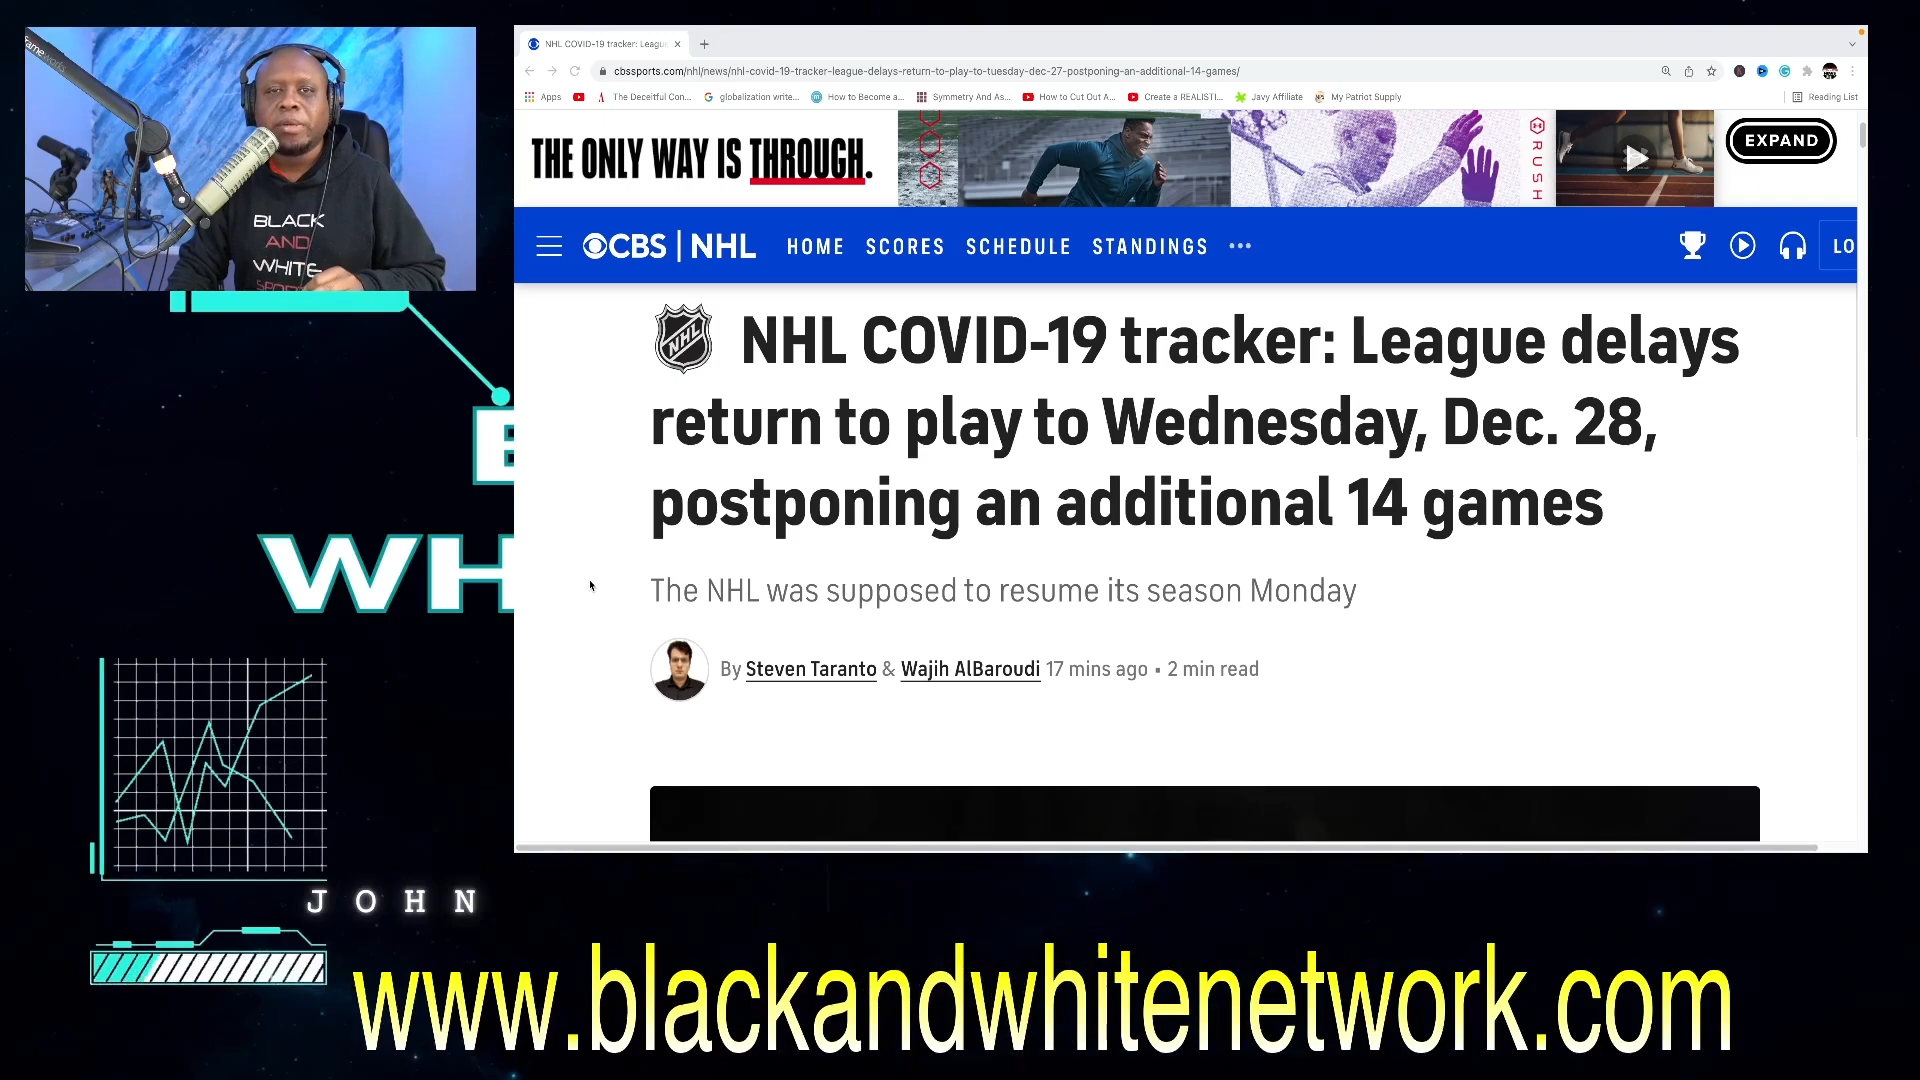 NHL COVID-19 tracker: Leagu
cbssports.com/nhl/news/nhl-covid-19-tracker-league-delays-return-to-play-to-tuesday-dec-27-postponing-an-additional-14-games/
Apps
The Deceitful Con...
globalization write...
How to Become a...
Symmetry And As...
How to Cut Out A...
Create a REALISTI...
Javy Affiliate
My Patriot Supply
Reading List
THE ONLY WAY IS THROUGH.
RUSH
EXPAND
CBS | NHL
HOME
SCORES
SCHEDULE
STANDINGS
LO
BLACK
AND
WHITE
SPORTS
NHL
NHL COVID-19 tracker: League delays
return to play to Wednesday, Dec. 28,
postponing an additional 14 games
The NHL was supposed to resume its season Monday
By Steven Taranto & Wajih AlBaroudi 17 mins ago • 2 min read
WH
JOHN
www.blackandwhitenetwork.com